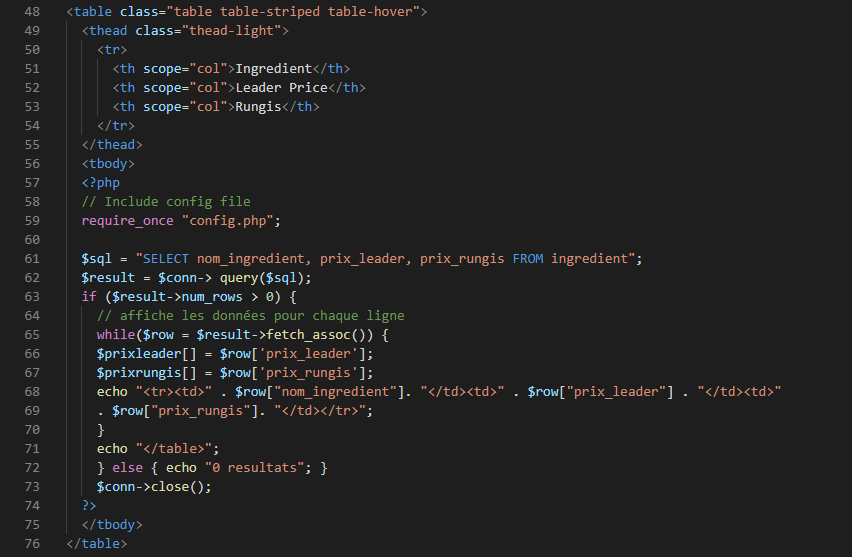 48 <table class="table table-striped table-hover">
49 <thead class="thead-light">
50 <tr>
51 <th scope="col">Ingredient</th>
52 <th scope="col">Leader Price</th>
53 <th scope="col">Rungis</th>
54 </tr>
55 </thead>
56 <tbody>
57 <?php
58 // Include config file
59 require_once "config.php";
60
61 $sql = "SELECT nom_ingredient, prix_leader, prix_rungis FROM ingredient";
62 $result = $conn-> query($sql);
63 if ($result->num_rows > 0) {
64 // affiche les données pour chaque ligne
65 while($row = $result->fetch_assoc()) {
66 $prixleader[] = $row['prix_leader'];
67 $prixrungis[] = $row['prix_rungis'];
68 echo "<tr><td>" . $row["nom_ingredient"]. "</td><td>" . $row["prix_leader"] . "</td><td>"
69 . $row["prix_rungis"]. "</td></tr>";
70 }
71 echo "</table>";
72 } else { echo "0 resultats"; }
73 $conn->close();
74 ?>
75 </tbody>
76 </table>